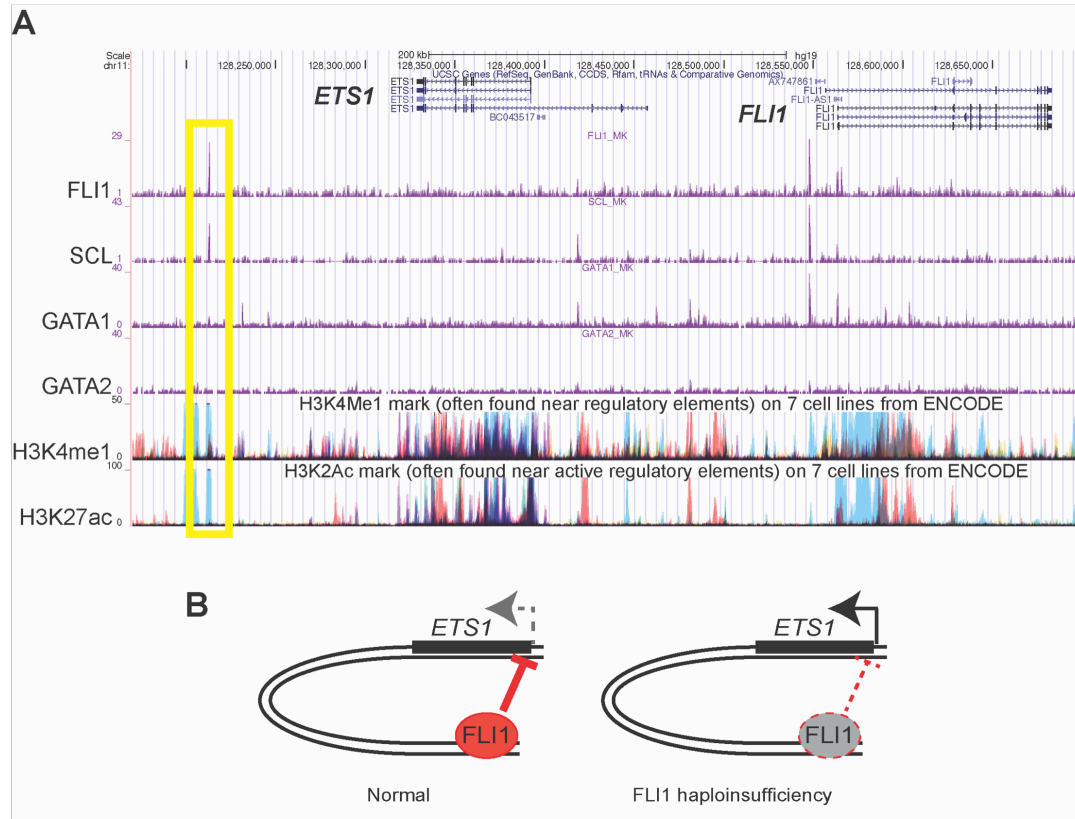 A
Scale
200 kb
hg19
chr11:
128,250,000
128,300,000
128,350,000
128,400,000
128,450,000
128,500,000
128,550,000
128,600,000
128,650,000
UCSC Genes (RefSeq, GenBank, CCDS, Rfam, tRNAs & Comparative Genomics)
ETS1
ETS1
ETS1
ETS1
ETS1
BC043517
AX747861
FLI1
FLI1
FLI1-AS1
FLI1
FLI1
FLI1
FLI1
29
FLI1_MK
FLI1
1
43
SCL_MK
SCL
1
40
GATA1_MK
GATA1
0
40
GATA2_MK
GATA2
0
50
H3K4Me1 mark (often found near regulatory elements) on 7 cell lines from ENCODE
H3K4me1
0
100
H3K2Ac mark (often found near active regulatory elements) on 7 cell lines from ENCODE
H3K27ac
0
B
ETS1
ETS1
FLI1
FLI1
Normal
FLI1 haploinsufficiency